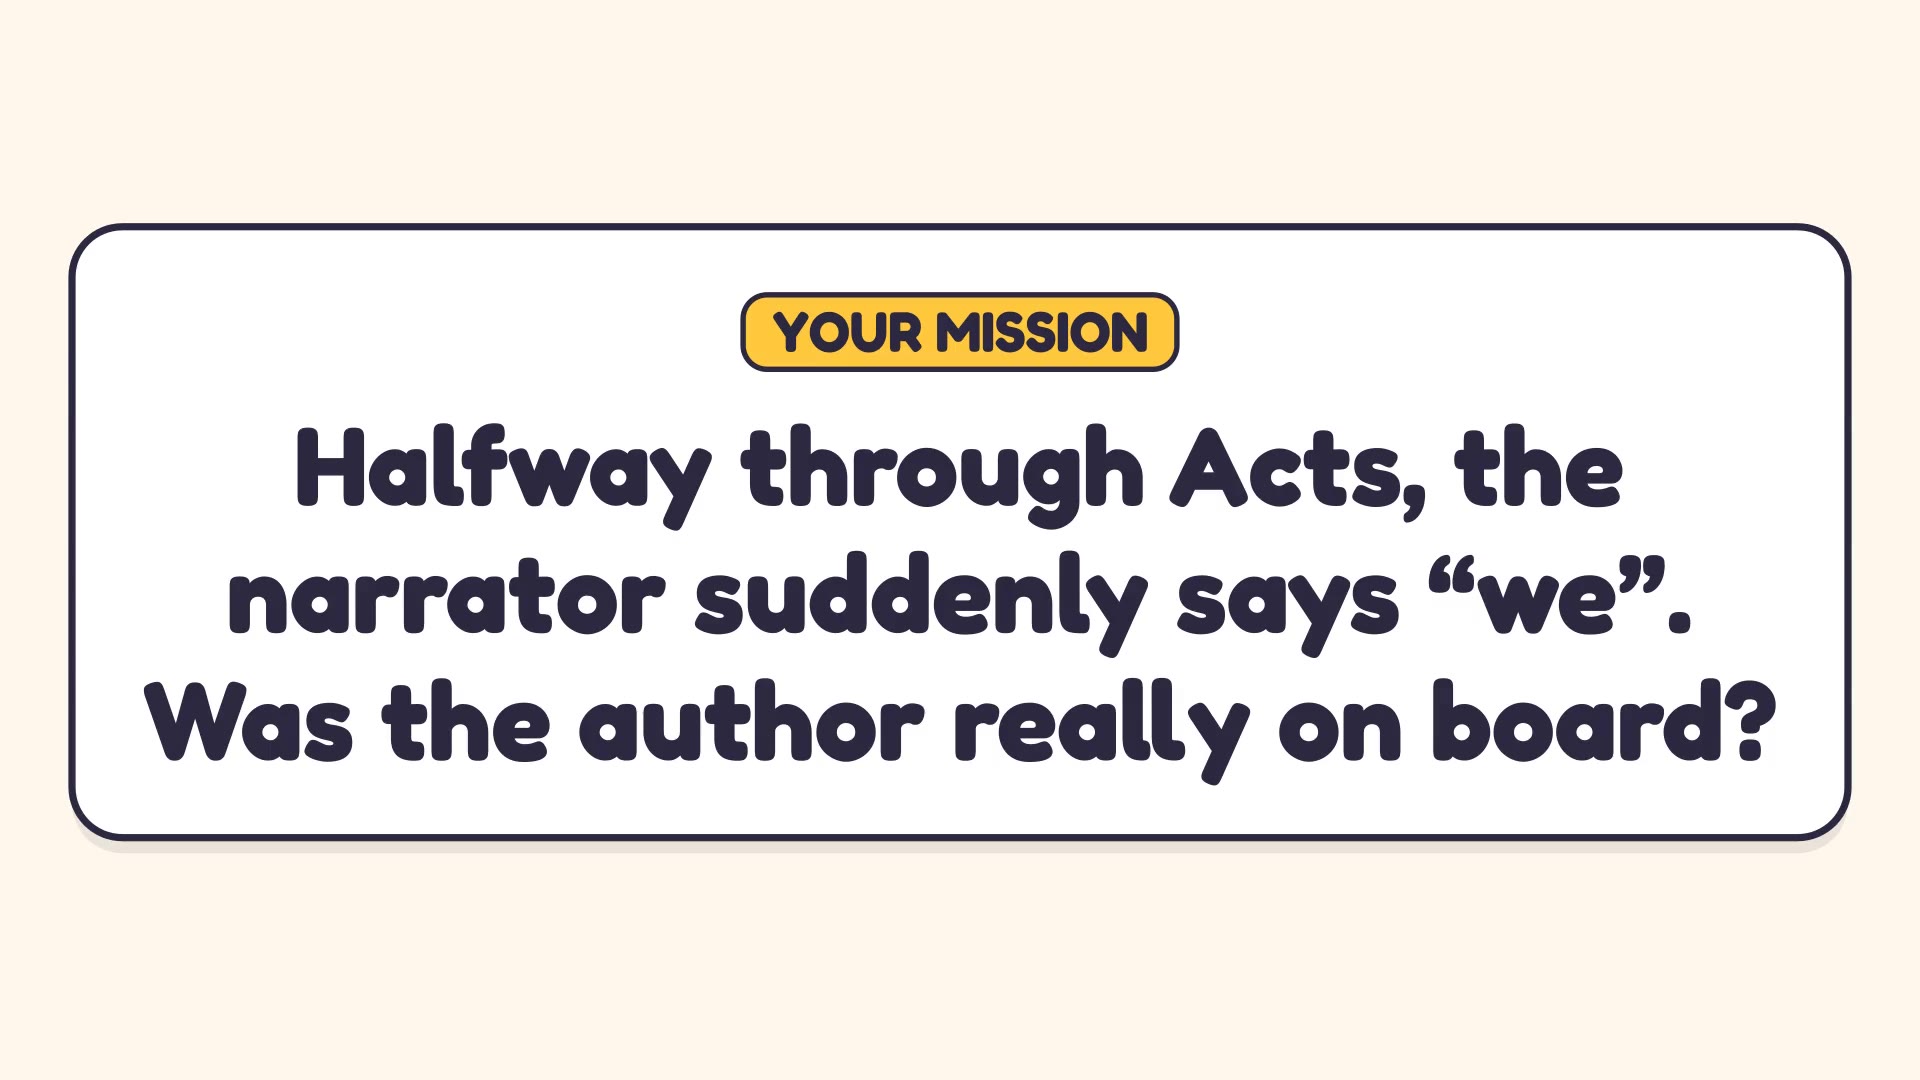 YOUR MISSION
Halfway through Acts, the
narrator suddenly says “we”.
Was the author really on board?